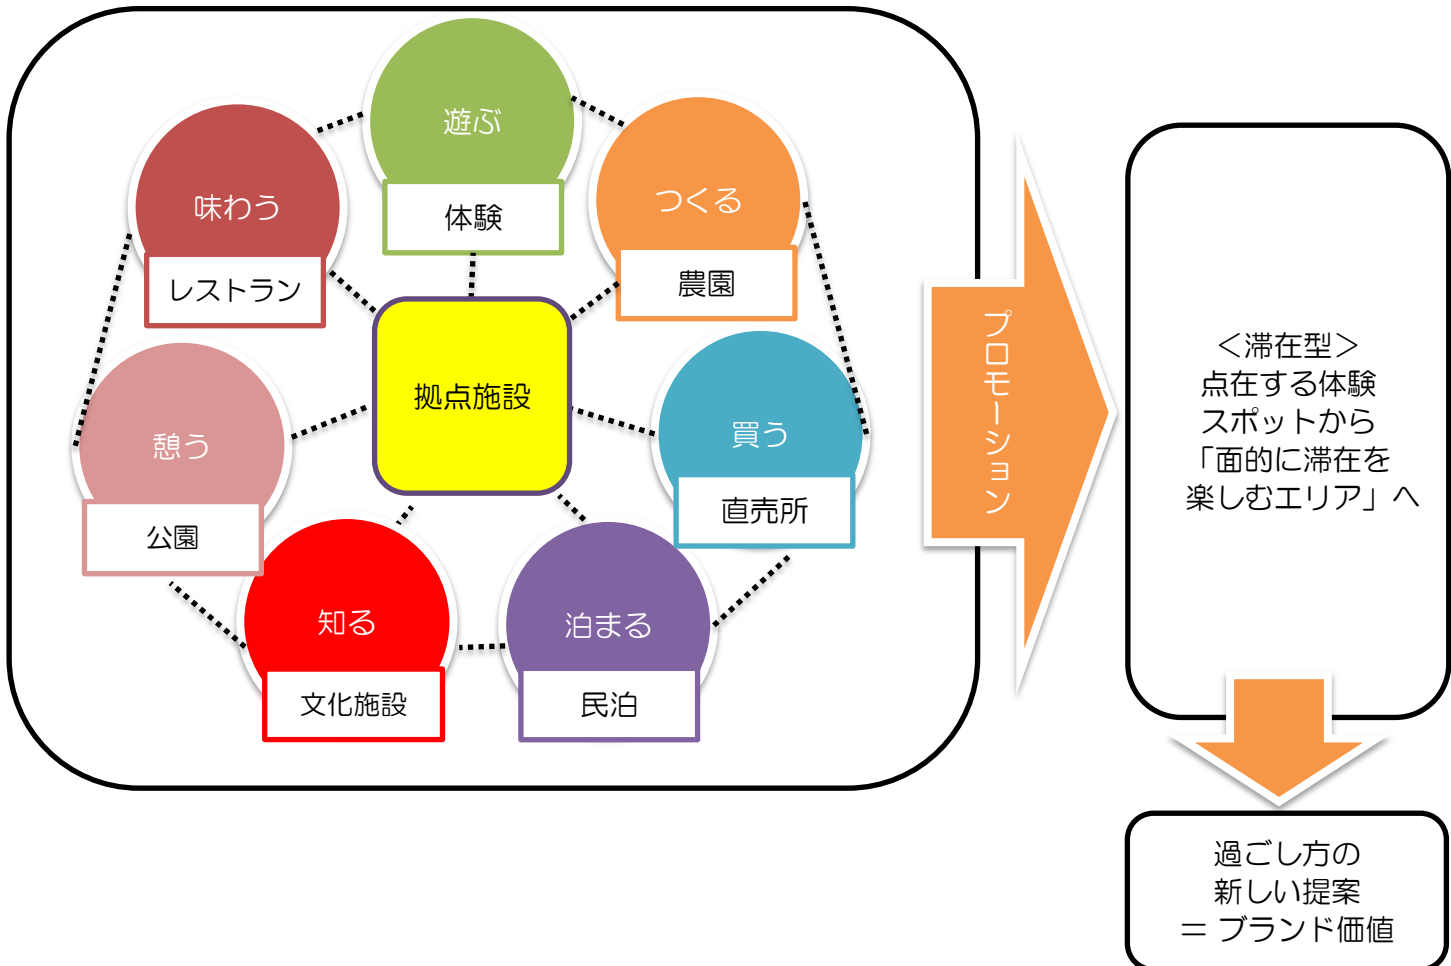 遊ぶ
体験
味わう
レストラン
つくる
農園
拠点施設
憩う
公園
買う
直売所
知る
文化施設
泊まる
民泊
プロモーション
＜滞在型＞
点在する体験
スポットから
「面的に滞在を
楽しむエリア」へ
過ごし方の
新しい提案
＝ ブランド価値